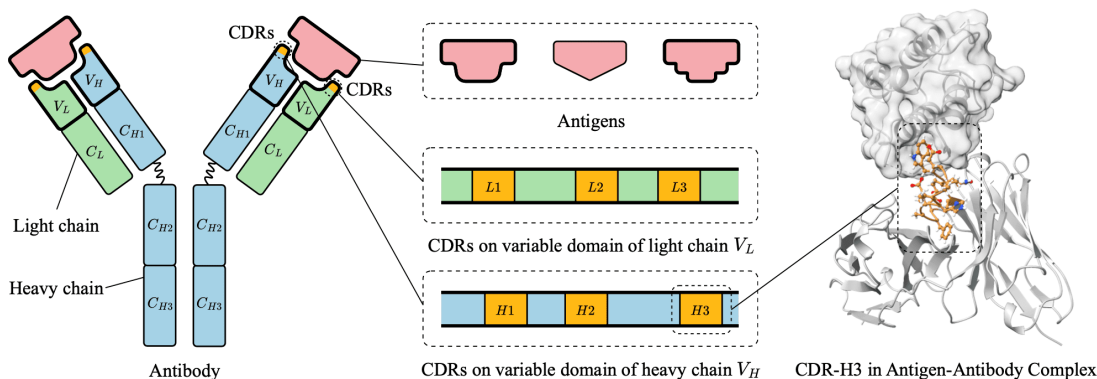 CDRs
CDRs
V_H
V_L
C_H1
C_L
V_H
V_L
C_H1
C_L
C_H2
C_H2
C_H3
C_H3
Light chain
Heavy chain
Antibody
Antigens
L1
L2
L3
CDRs on variable domain of light chain V_L
H1
H2
H3
CDRs on variable domain of heavy chain V_H
CDR-H3 in Antigen-Antibody Complex